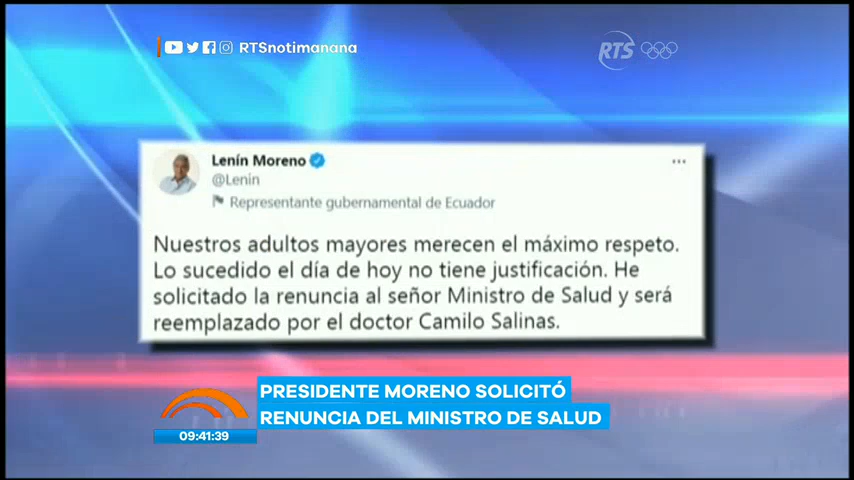 RTSnotimanana
RTS
Lenín Moreno
@Lenin
Representante gubernamental de Ecuador
Nuestros adultos mayores merecen el máximo respeto.
Lo sucedido el día de hoy no tiene justificación. He
solicitado la renuncia al señor Ministro de Salud y será
reemplazado por el doctor Camilo Salinas.
PRESIDENTE MORENO SOLICITÓ
RENUNCIA DEL MINISTRO DE SALUD
09:41:39